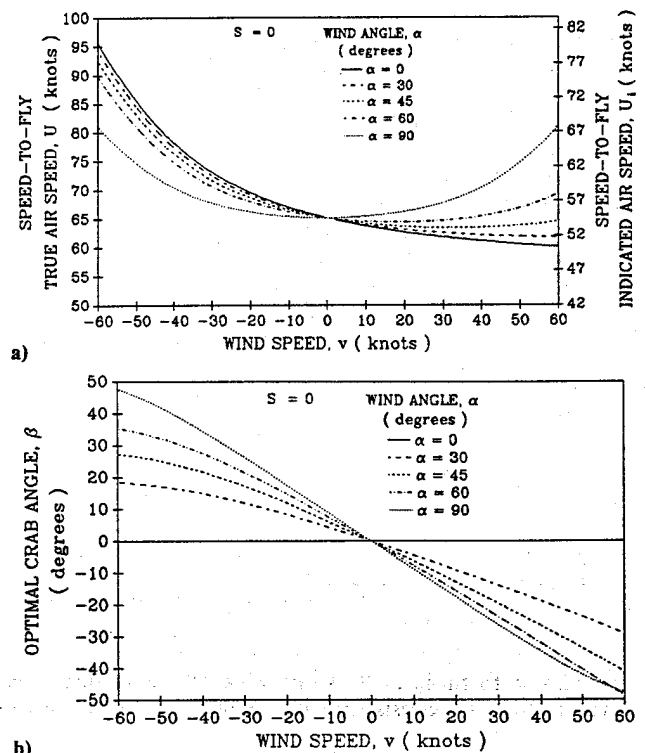 S = 0
WIND ANGLE, α
( degrees )
α = 0
α = 30
α = 45
α = 60
α = 90
SPEED-TO-FLY
TRUE AIR SPEED, U ( knots )
100
95
90
85
80
75
70
65
60
55
50
SPEED-TO-FLY
INDICATED AIR SPEED, Ui ( knots )
82
77
72
67
62
57
52
47
42
-60 -50 -40 -30 -20 -10 0 10 20 30 40 50 60
WIND SPEED, v ( knots )
a)
S = 0
WIND ANGLE, α
( degrees )
α = 0
α = 30
α = 45
α = 60
α = 90
OPTIMAL CRAB ANGLE, β
( degrees )
50
40
30
20
10
0
-10
-20
-30
-40
-50
-60 -50 -40 -30 -20 -10 0 10 20 30 40 50 60
WIND SPEED, v ( knots )
b)